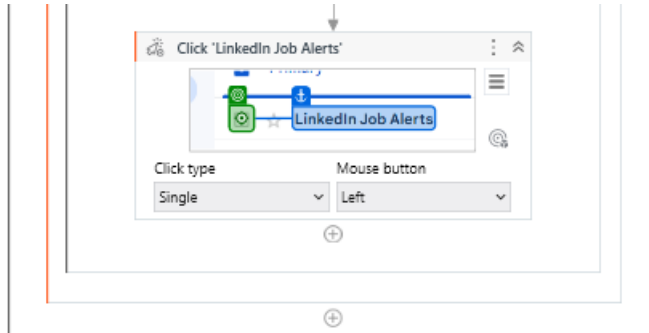 Click 'LinkedIn Job Alerts'
Primary
LinkedIn Job Alerts
Click type
Mouse button
Single
Left